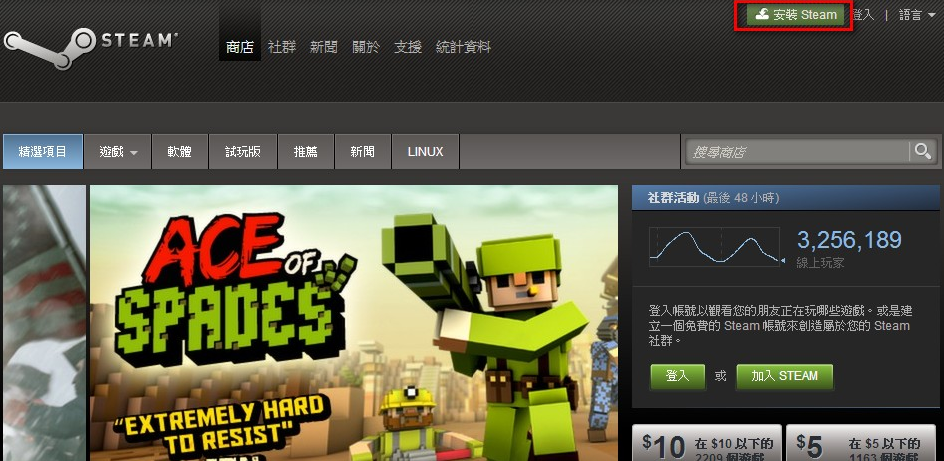 安裝 Steam
登入 | 語言
STEAM
商店 社群 新聞 關於 支援 統計資料
精選項目 遊戲 軟體 試玩版 推薦 新聞 LINUX
搜尋商店
ACE OF
SPADES
"EXTREMELY HARD
TO RESIST"
社群活動 (最後 48 小時)
3,256,189
線上玩家
登入帳號以觀看您的朋友正在玩哪些遊戲。或是建
立一個免費的 Steam 帳號來創造屬於您的 Steam
社群。
登入 或 加入 STEAM
$10 在 $10 以下的
2209 個遊戲
$5 在 $5 以下的
1163 個遊戲